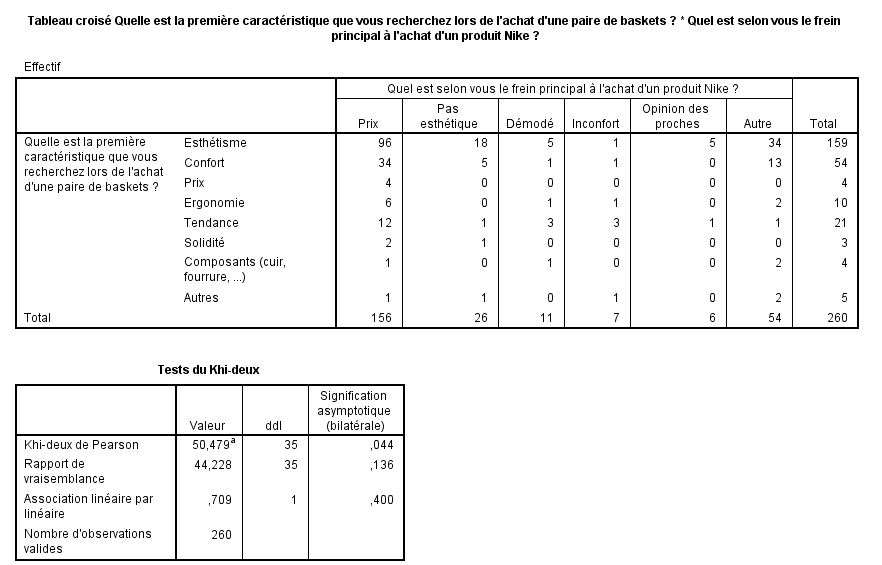 Tableau croisé Quelle est la première caractéristique que vous recherchez lors de l'achat d'une paire de baskets ? * Quel est selon vous le frein
principal à l'achat d'un produit Nike ?
Effectif
Quel est selon vous le frein principal à l'achat d'un produit Nike ?
Prix Pas esthétique Démodé Inconfort Opinion des proches Autre Total
Quelle est la première caractéristique que vous recherchez lors de l'achat d'une paire de baskets ?
Esthétisme 96 18 5 1 5 34 159
Confort 34 5 1 1 0 13 54
Prix 4 0 0 0 0 0 4
Ergonomie 6 0 1 1 0 2 10
Tendance 12 1 3 3 1 1 21
Solidité 2 1 0 0 0 0 3
Composants (cuir, fourrure, ...) 1 0 1 0 0 2 4
Autres 1 1 0 1 0 2 5
Total 156 26 11 7 6 54 260
Tests du Khi-deux
Valeur ddl Signification asymptotique (bilatérale)
Khi-deux de Pearson 50,479a 35 ,044
Rapport de vraisemblance 44,228 35 ,136
Association linéaire par linéaire ,709 1 ,400
Nombre d'observations valides 260